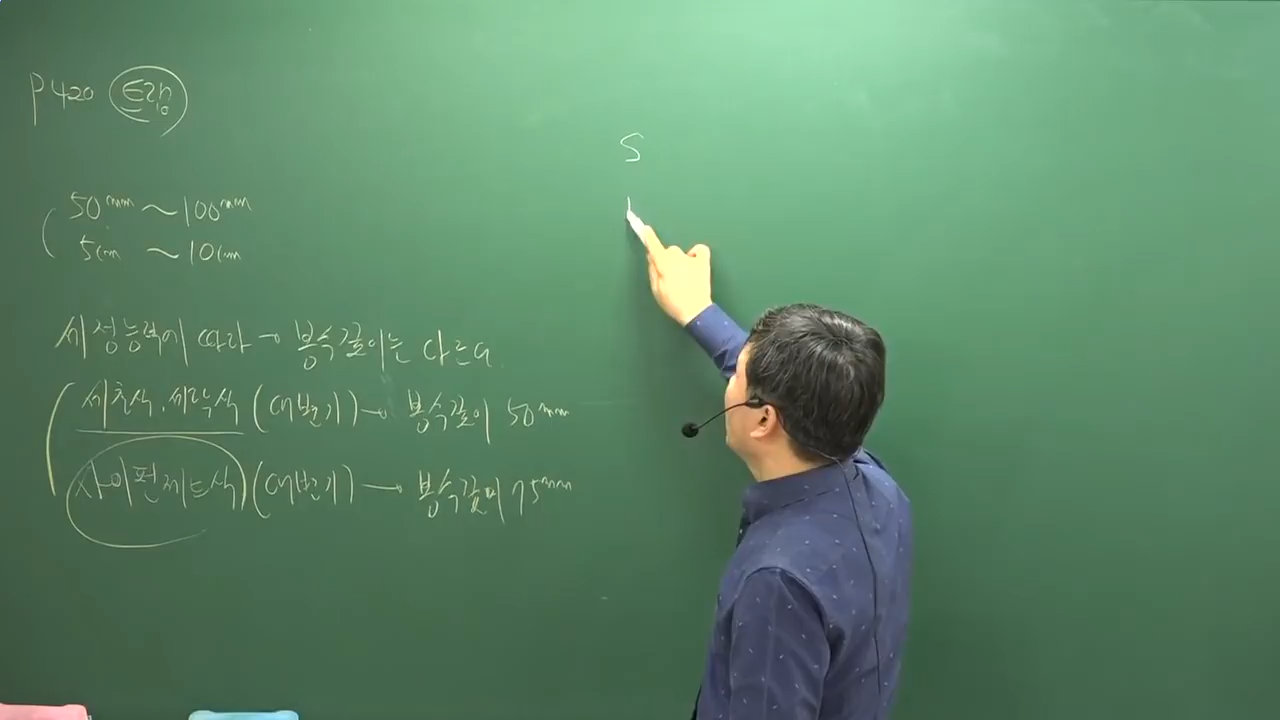 P420 트랩
50mm ~ 100mm
5cm ~ 10cm
세정능력에 따라 → 봉수깊이는 다르다.
세출식, 세락식 (대변기) → 봉수깊이 50mm
사이펀제트식 (대변기) → 봉수깊이 75mm
S